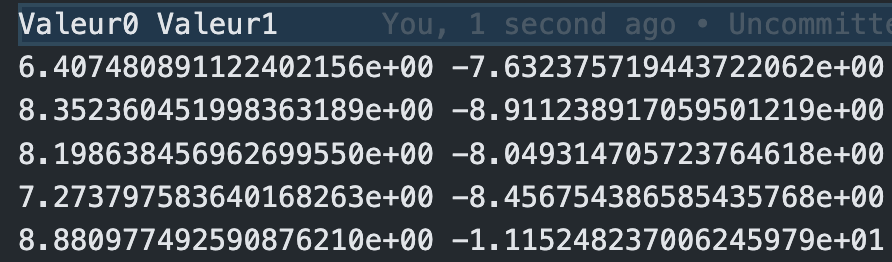 Valeur0 Valeur1 You, 1 second ago • Uncommitte
6.407480891122402156e+00 -7.632375719443722062e+00
8.352360451998363189e+00 -8.911238917059501219e+00
8.198638456962699550e+00 -8.049314705723764618e+00
7.273797583640168263e+00 -8.456754386585435768e+00
8.880977492590876210e+00 -1.115248237006245979e+01